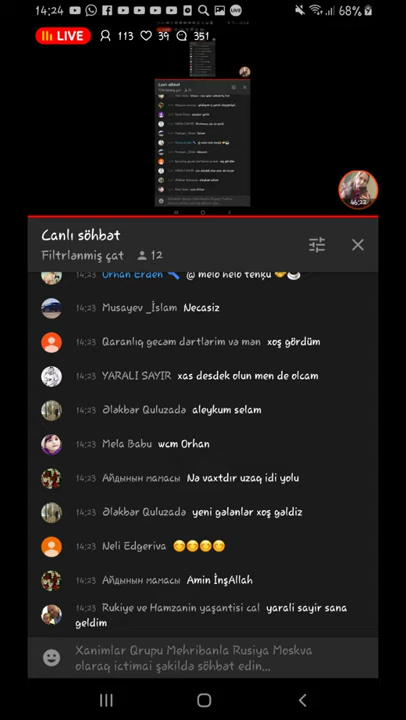 14:24
68%
LIVE 113 39 351
46:22
Canlı söhbət
Filtrlənmiş çat 12
14:23 Orhan Erden @ melo helo tenku
14:23 Musayev _İslam Necasiz
14:23 Qaranlıq gecəm dərtlərim və mən xoş gördüm
14:23 YARALI SAYIR xas desdek olun men de olcam
14:23 Ələkbər Quluzadə aleykum selam
14:23 Mela Babu wcm Orhan
14:23 Айдынын мамасы Nə vaxtdır uzaq idi yolu
14:23 Ələkbər Quluzadə yeni gələnlər xoş gəldiz
14:23 Neli Edgeriva 😊😊😊😊
14:23 Айдынын мамасы Amin İnşAllah
14:23 Rukiye ve Hamzanin yaşantisi cal yarali sayir sana
geldim
Xanimlar Qrupu Mehribanla Rusiya Moskva
olaraq ictimai şəkildə söhbət edin...